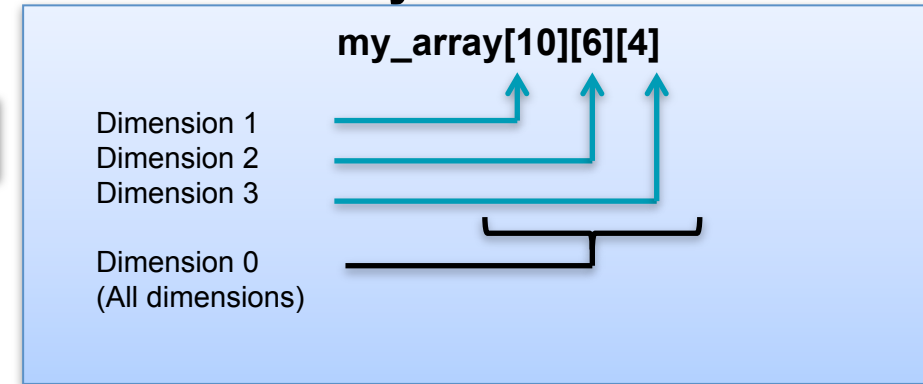 my_array[10][6][4]
Dimension 1
Dimension 2
Dimension 3
Dimension 0
(All dimensions)